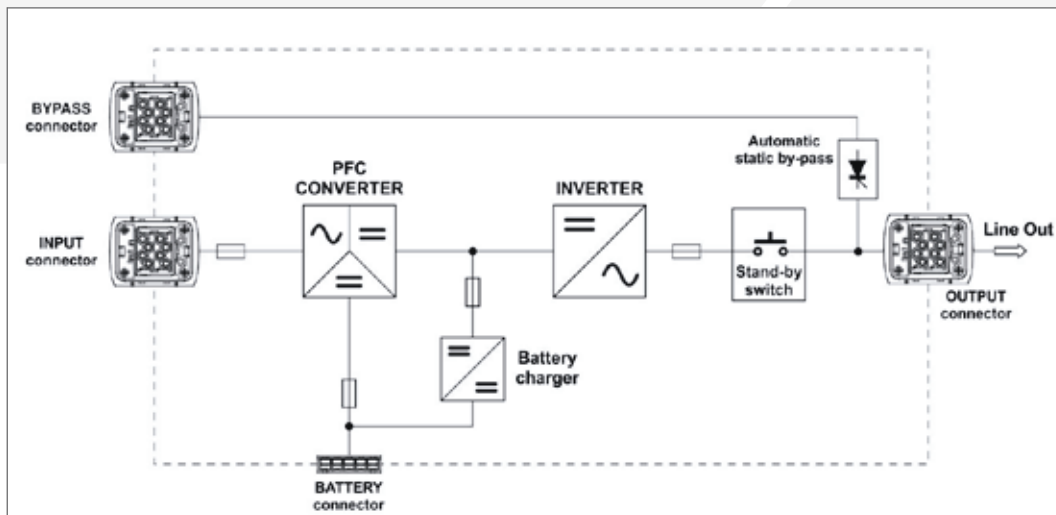 BYPASS
connector
Automatic
static by-pass
PFC
CONVERTER
INVERTER
INPUT
connector
Line Out
Stand-by
switch
OUTPUT
connector
Battery
charger
BATTERY
connector